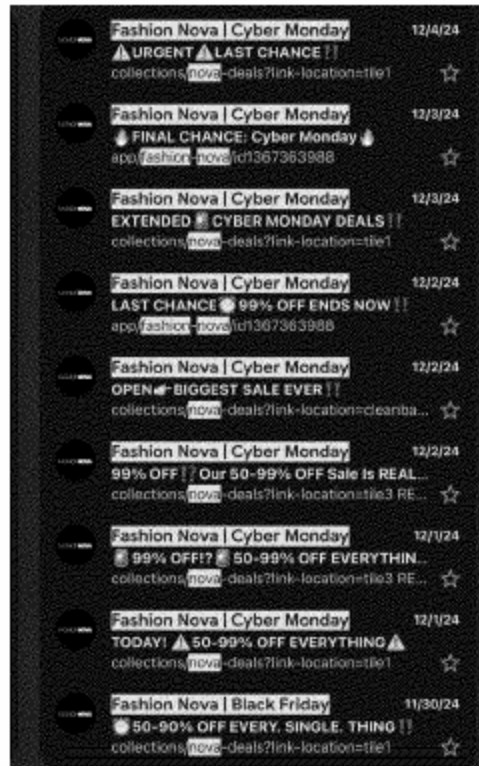 Fashion Nova | Cyber Monday 12/4/24
⚠️URGENT⚠️LAST CHANCE‼️
collections/nova-deals?link-location=tile1
Fashion Nova | Cyber Monday 12/3/24
🔥FINAL CHANCE: Cyber Monday🔥
app/fashion-nova/id1367363988
Fashion Nova | Cyber Monday 12/3/24
EXTENDED🚨CYBER MONDAY DEALS‼️
collections/nova-deals?link-location=tile1
Fashion Nova | Cyber Monday 12/2/24
LAST CHANCE⏰99% OFF ENDS NOW‼️
app/fashion-nova/id1367363988
Fashion Nova | Cyber Monday 12/2/24
OPEN👉BIGGEST SALE EVER‼️
collections/nova-deals?link-location=cleanba...
Fashion Nova | Cyber Monday 12/2/24
99% OFF⁉️Our 50-99% OFF Sale Is REAL...
collections/nova-deals?link-location=tile3 RE...
Fashion Nova | Cyber Monday 12/1/24
🚨99% OFF!?🚨50-99% OFF EVERYTHIN...
collections/nova-deals?link-location=tile3 RE...
Fashion Nova | Cyber Monday 12/1/24
TODAY! ⚠️50-99% OFF EVERYTHING⚠️
collections/nova-deals?link-location=tile1
Fashion Nova | Black Friday 11/30/24
⏰50-90% OFF EVERY. SINGLE. THING‼️
collections/nova-deals?link-location=tile1